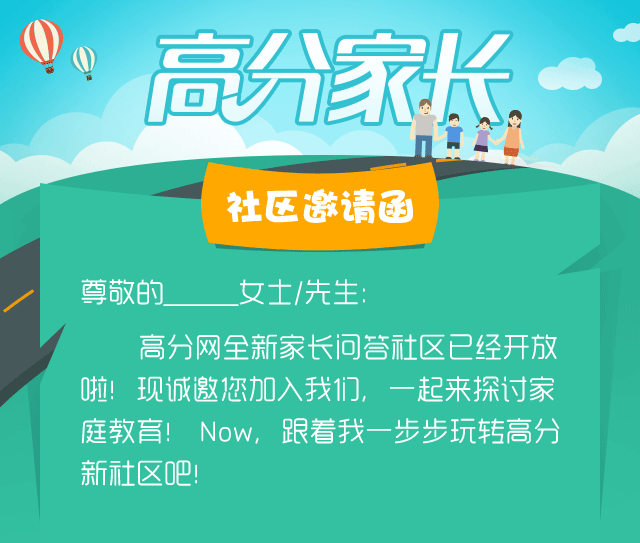 高分家长
社区邀请函
尊敬的_____女士/先生:
高分网全新家长问答社区已经开放
啦! 现诚邀您加入我们, 一起来探讨家
庭教育! Now, 跟着我一步步玩转高分
新社区吧!